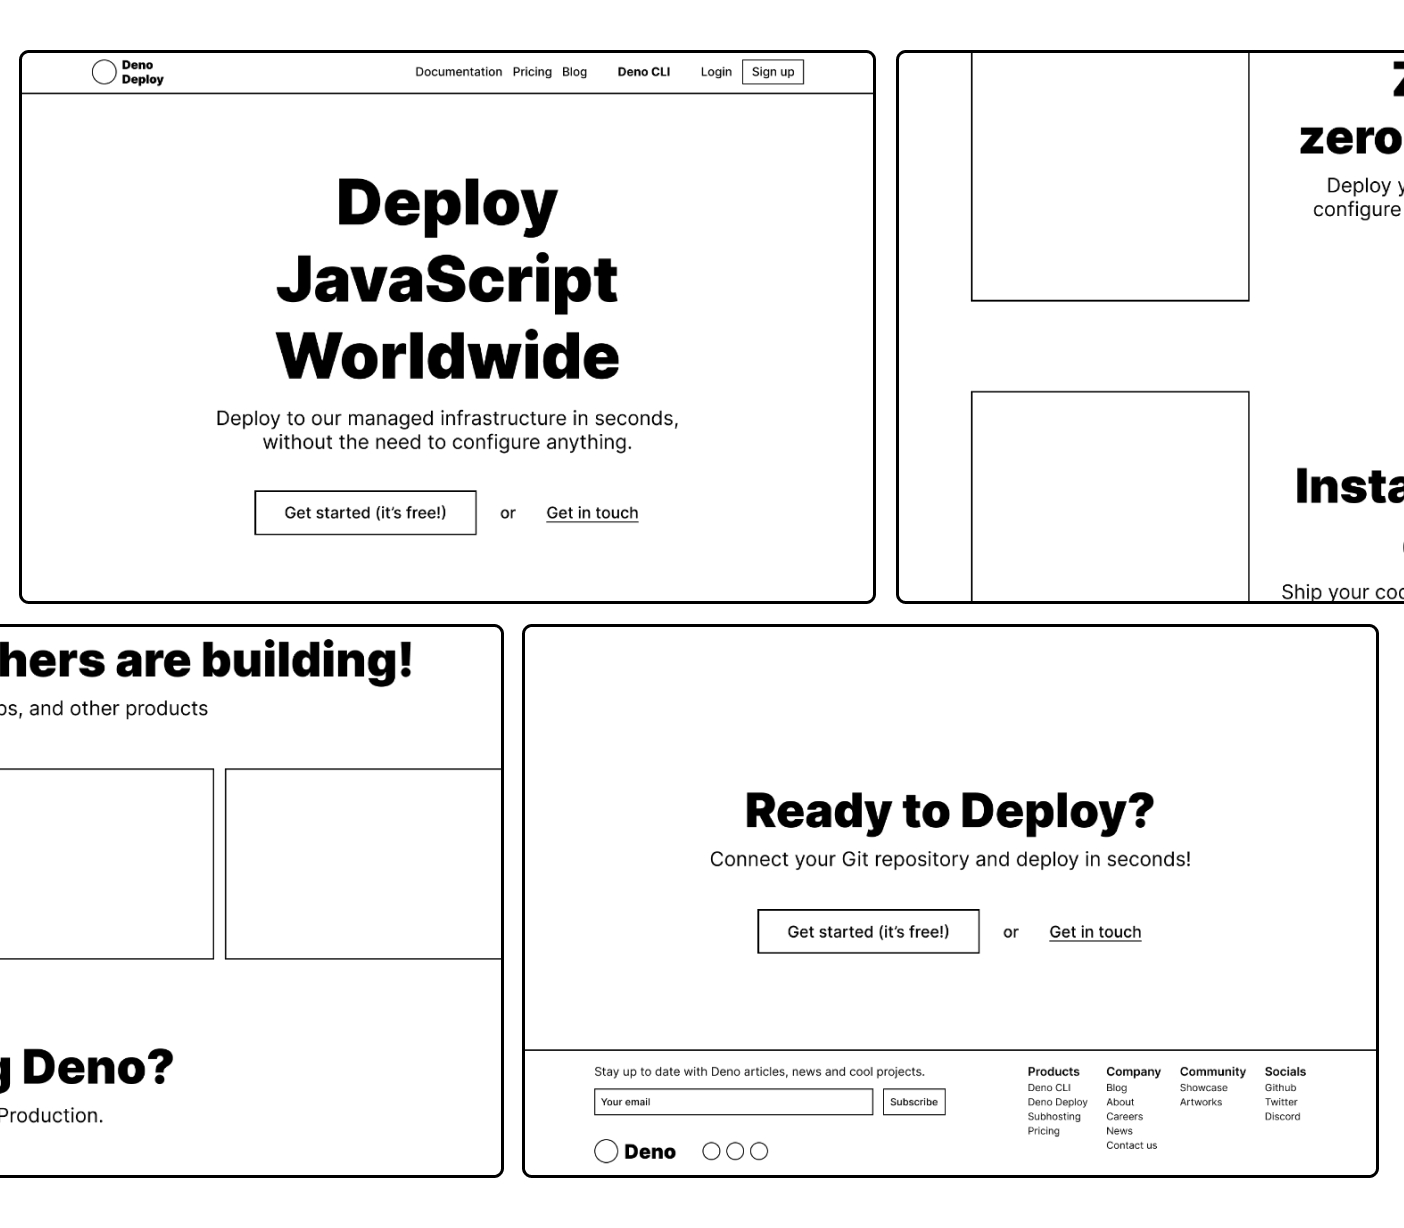 Deno
Deploy
Documentation Pricing Blog Deno CLI Login Sign up
Deploy
JavaScript
Worldwide
Deploy to our managed infrastructure in seconds,
without the need to configure anything.
Get started (it's free!) or Get in touch
zero
Deploy y
configure
Insta
Ship your coo
hers are building!
os, and other products
g Deno?
Production.
Ready to Deploy?
Connect your Git repository and deploy in seconds!
Get started (it's free!) or Get in touch
Stay up to date with Deno articles, news and cool projects.
Your email
Subscribe
Deno
Products
Deno CLI
Deno Deploy
Subhosting
Pricing
Company
Blog
About
Careers
News
Contact us
Community
Showcase
Artworks
Socials
Github
Twitter
Discord